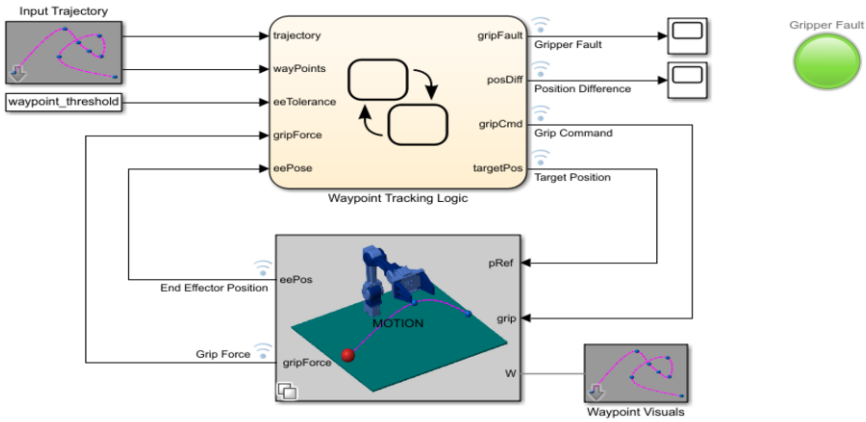 Input Trajectory
waypoint_threshold
trajectory
wayPoints
eeTolerance
gripForce
eePose
gripFault
posDiff
gripCmd
targetPos
Waypoint Tracking Logic
Gripper Fault
Position Difference
Grip Command
Target Position
Gripper Fault
End Effector Position
Grip Force
eePos
gripForce
MOTION
pRef
grip
W
Waypoint Visuals